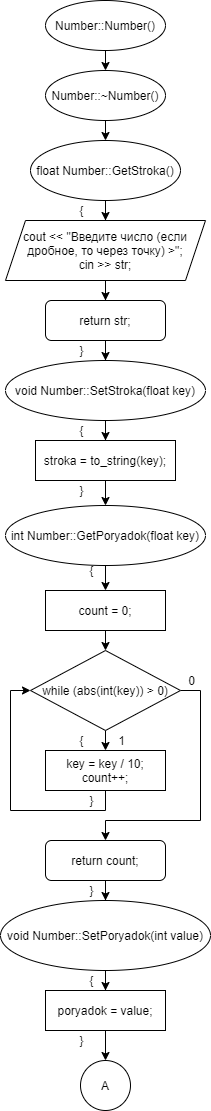 Number::Number()
Number::~Number()
float Number::GetStroka()
{
cout << "Введите число (если
дробное, то через точку) >";
cin >> str;
return str;
}
void Number::SetStroka(float key)
{
stroka = to_string(key);
}
int Number::GetPoryadok(float key)
{
count = 0;
while (abs(int(key)) > 0)
0
{
1
key = key / 10;
count++;
}
return count;
}
void Number::SetPoryadok(int value)
{
poryadok = value;
}
A